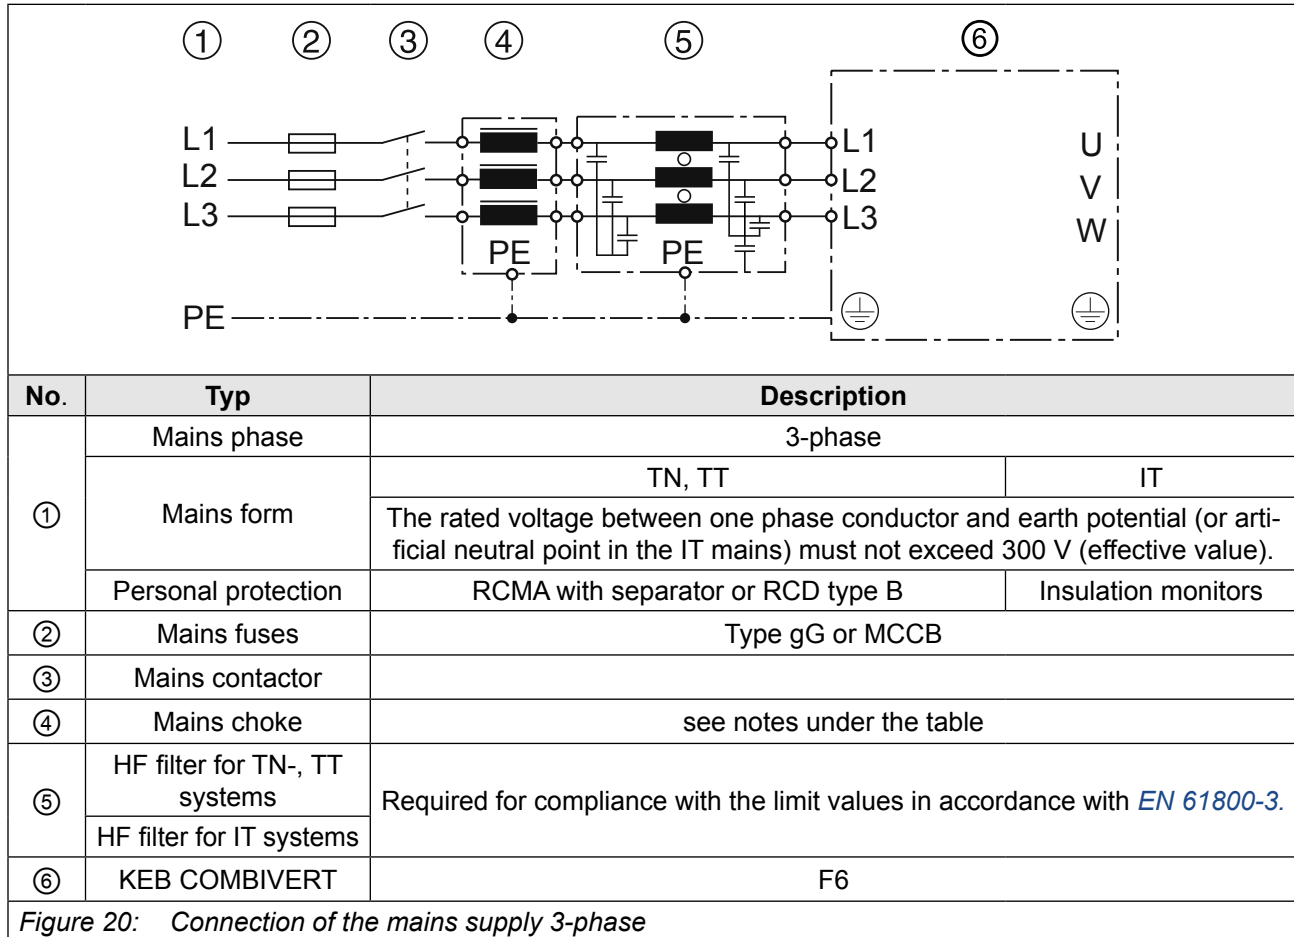 ① ② ③ ④ ⑤ ⑥
L1 L1 U
L2 L2 V
L3 L3 W
PE PE
PE
No. Typ Description
① Mains phase 3-phase
Mains form TN, TT IT
The rated voltage between one phase conductor and earth potential (or arti-
ficial neutral point in the IT mains) must not exceed 300 V (effective value).
Personal protection RCMA with separator or RCD type B Insulation monitors
② Mains fuses Type gG or MCCB
③ Mains contactor
④ Mains choke see notes under the table
⑤ HF filter for TN-, TT
systems
Required for compliance with the limit values in accordance with EN 61800-3.
HF filter for IT systems
⑥ KEB COMBIVERT F6
Figure 20: Connection of the mains supply 3-phase